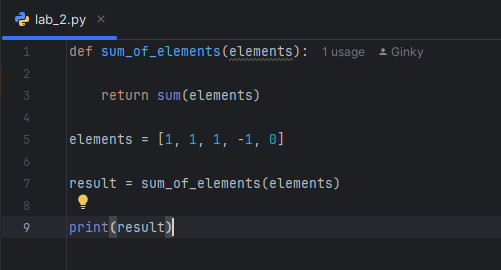 lab_2.py
1 def sum_of_elements(elements): 1 usage Ginky
2
3 return sum(elements)
4
5 elements = [1, 1, 1, -1, 0]
6
7 result = sum_of_elements(elements)
8
9 print(result)